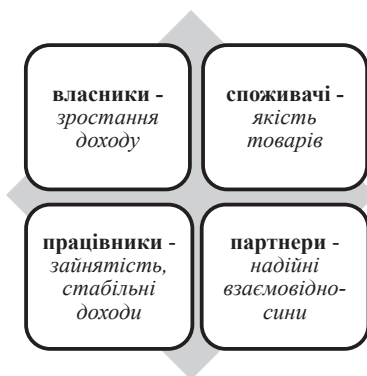 власники -
зростання
доходу
споживачі -
якість
товарів
працівники -
зайнятість,
стабільні
доходи
партнери -
надійні
взаємовідно-
сини